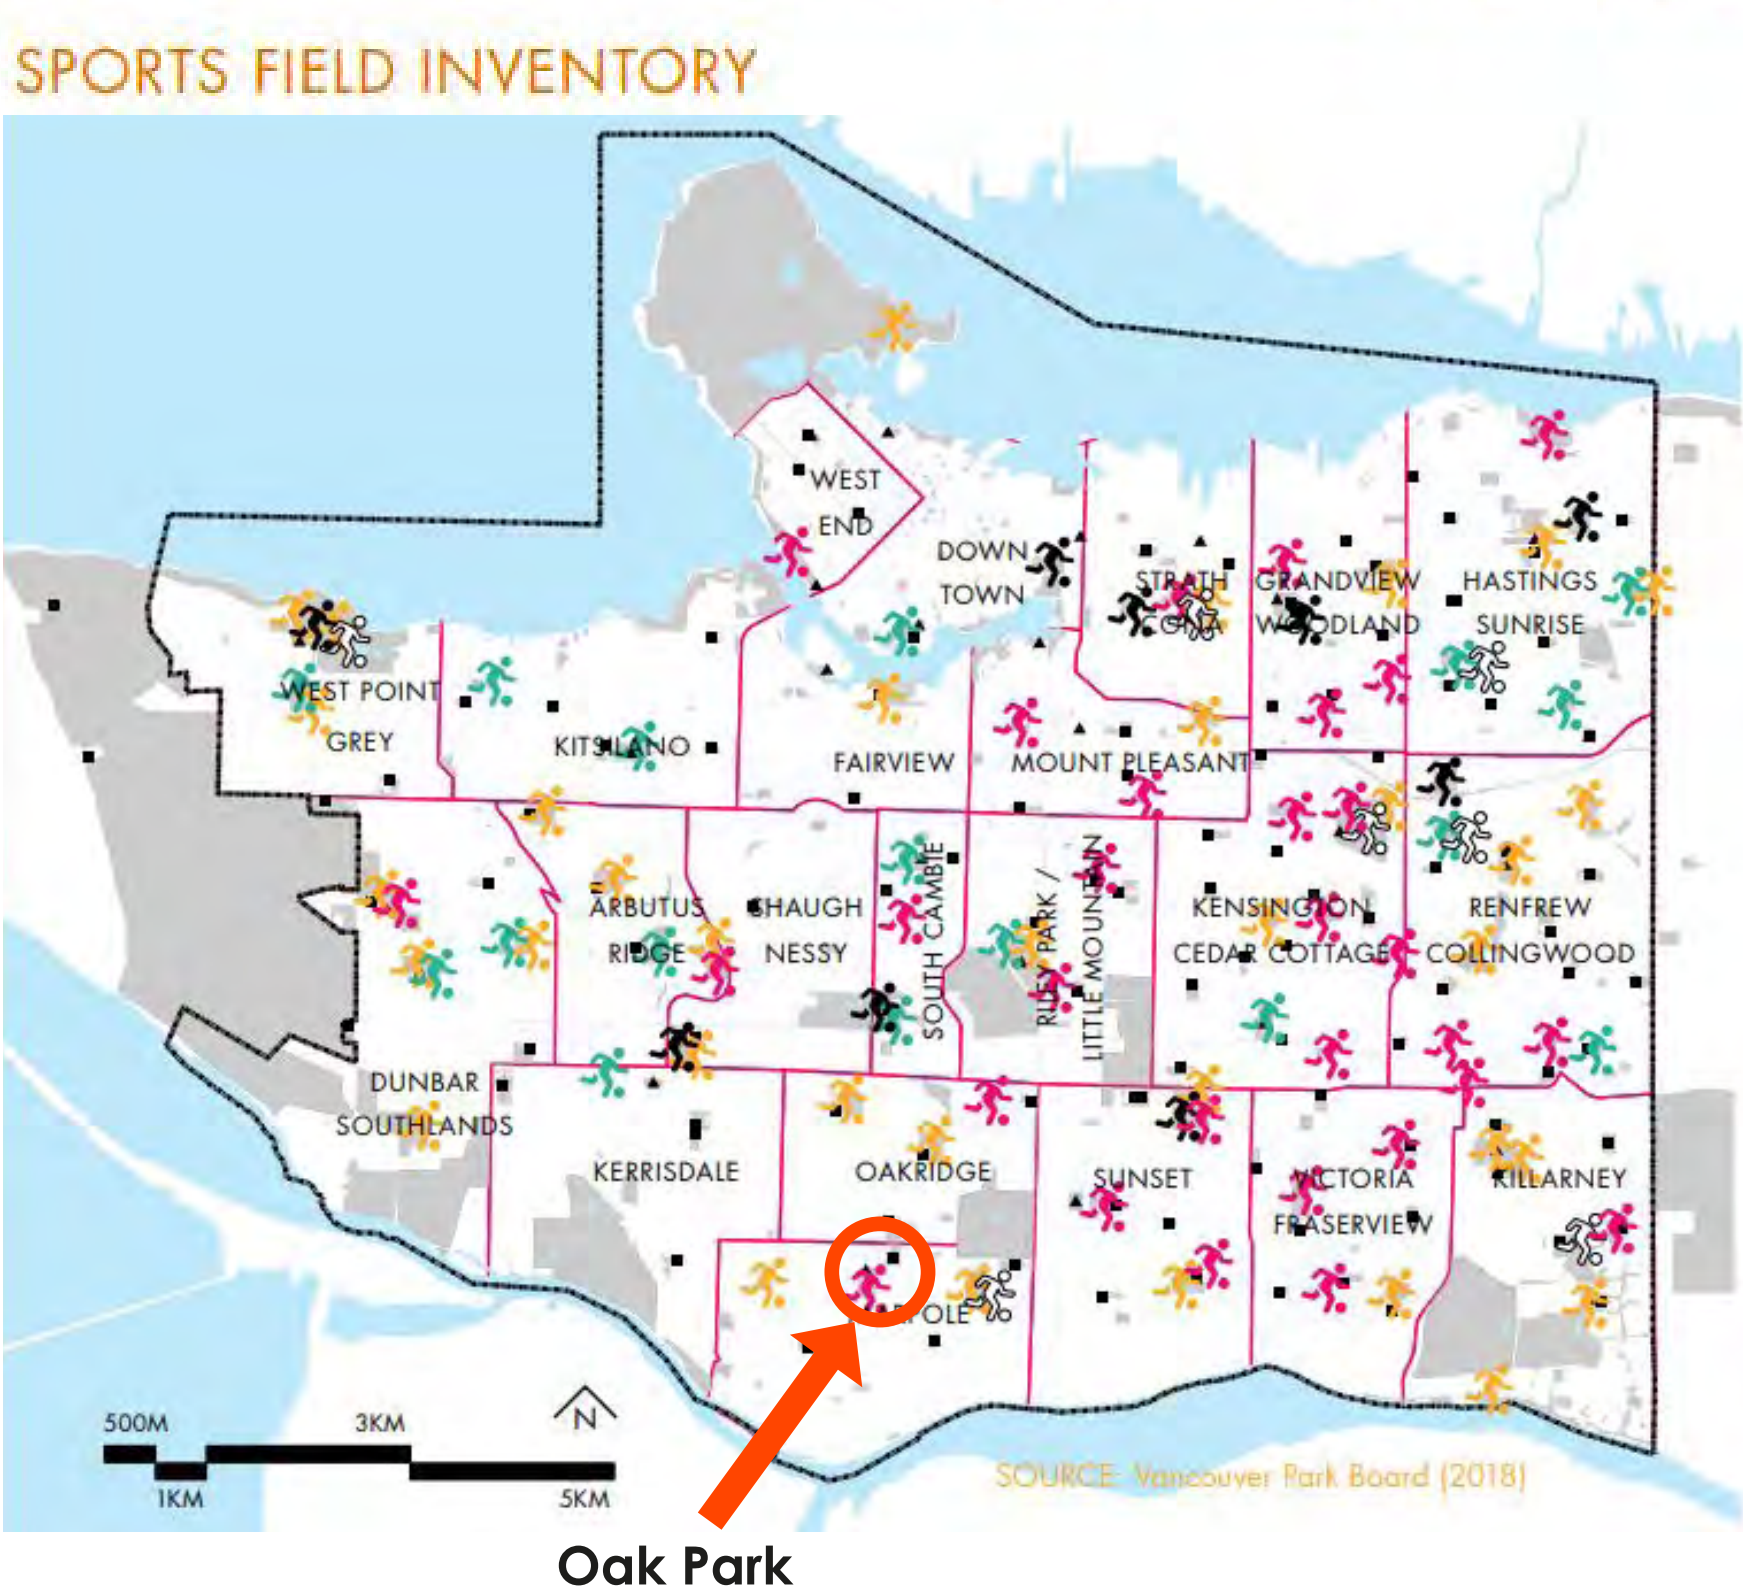 SPORTS FIELD INVENTORY
WEST
END
DOWN
TOWN
STRATH
CONA
GRANDVIEW
WOODLAND
HASTINGS
SUNRISE
WEST POINT
GREY
KITSILANO
FAIRVIEW
MOUNT PLEASANT
ARBUTUS
RIDGE
SHAUGH
NESSY
SOUTH CAMBIE
RILEY PARK /
LITTLE MOUNTAIN
KENSINGTON
CEDAR COTTAGE
RENFREW
COLLINGWOOD
DUNBAR
SOUTHLANDS
KERRISDALE
OAKRIDGE
SUNSET
VICTORIA
FRASERVIEW
KILLARNEY
POLE
500M
3KM
N
1KM
5KM
SOURCE: Vancouver Park Board (2018)
Oak Park